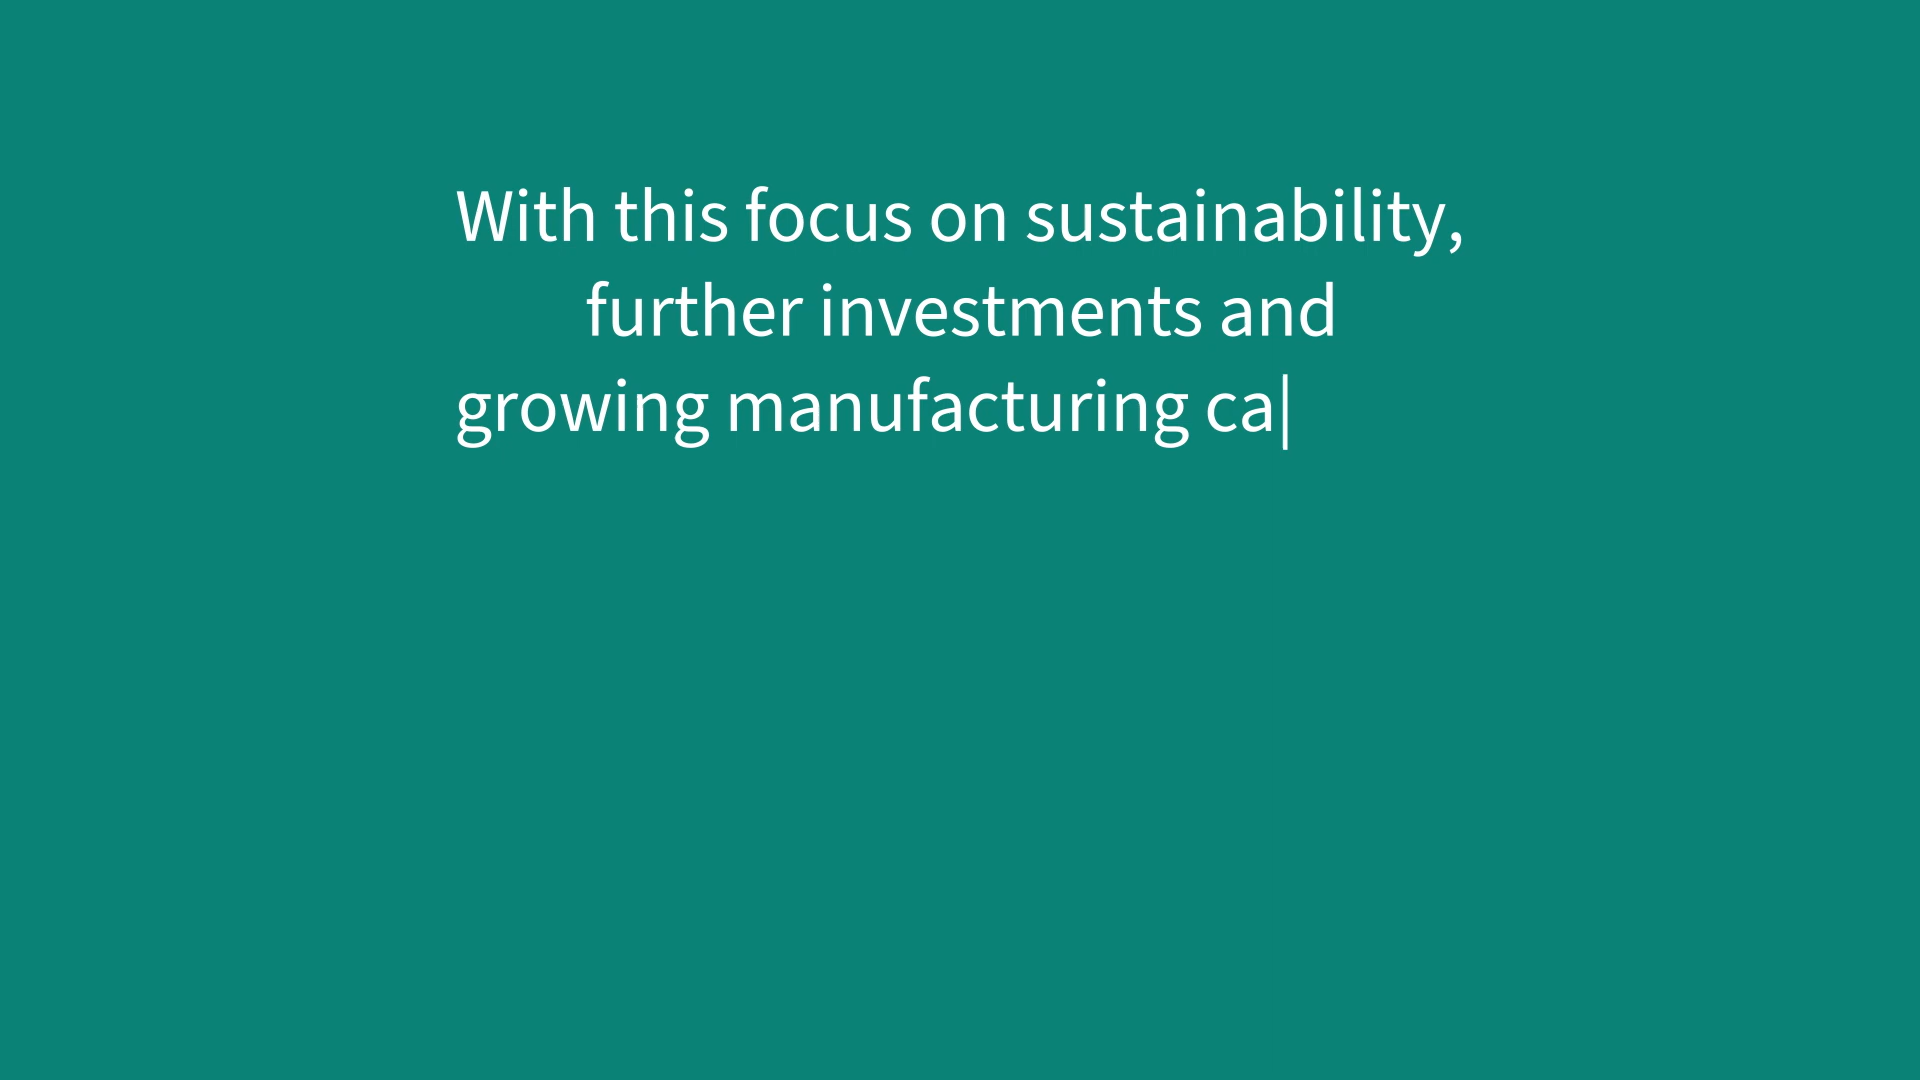 With this focus on sustainability,
further investments and
growing manufacturing ca